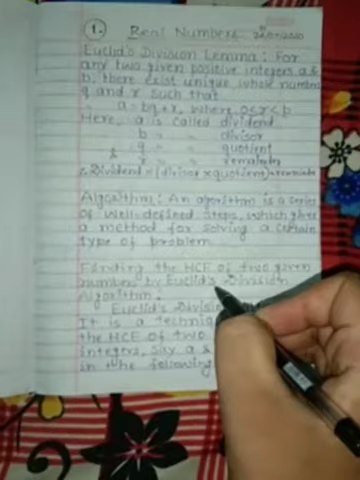 1. Real Numbers:
Euclid's Division Lemma: For
any two given positive integers a &
b, there exist unique whole numbers
q and r such that
a = bq + r, where 0 ≤ r < b
Here, a is called dividend
b " " divisor
q " " quotient
& r " " remainder
∴ Dividend = (divisor × quotient) + remainder
Algorithm: An algorithm is a series
of well-defined steps, which gives
a method for solving a certain
type of problem
Finding the HCF of two given
numbers by Euclid's Division
Algorithm:
Euclid's Division
It is a techniq
the HCF of two
integers, say a &
in the following